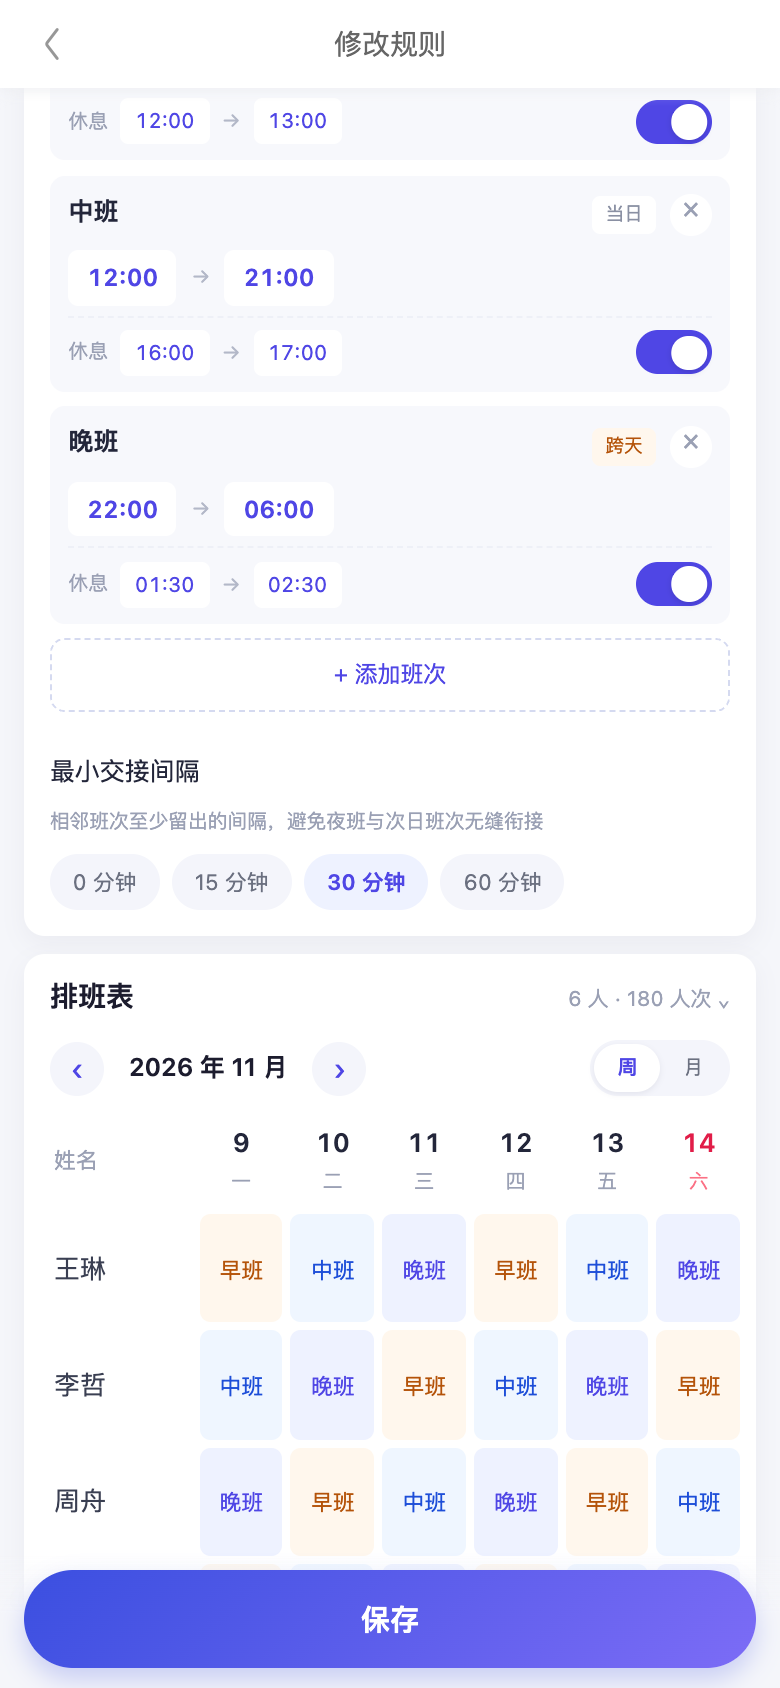 修改规则
休息 12:00 → 13:00
中班 当日 ×
12:00 → 21:00
休息 16:00 → 17:00
晚班 跨天 ×
22:00 → 06:00
休息 01:30 → 02:30
+ 添加班次
最小交接间隔
相邻班次至少留出的间隔，避免夜班与次日班次无缝衔接
0 分钟 15 分钟 30 分钟 60 分钟
排班表 6 人 · 180 人次
‹ 2026 年 11 月 › 周 月
姓名 9 10 11 12 13 14
一 二 三 四 五 六
王琳 早班 中班 晚班 早班 中班 晚班
李哲 中班 晚班 早班 中班 晚班 早班
周舟 晚班 早班 中班 晚班 早班 中班
保存